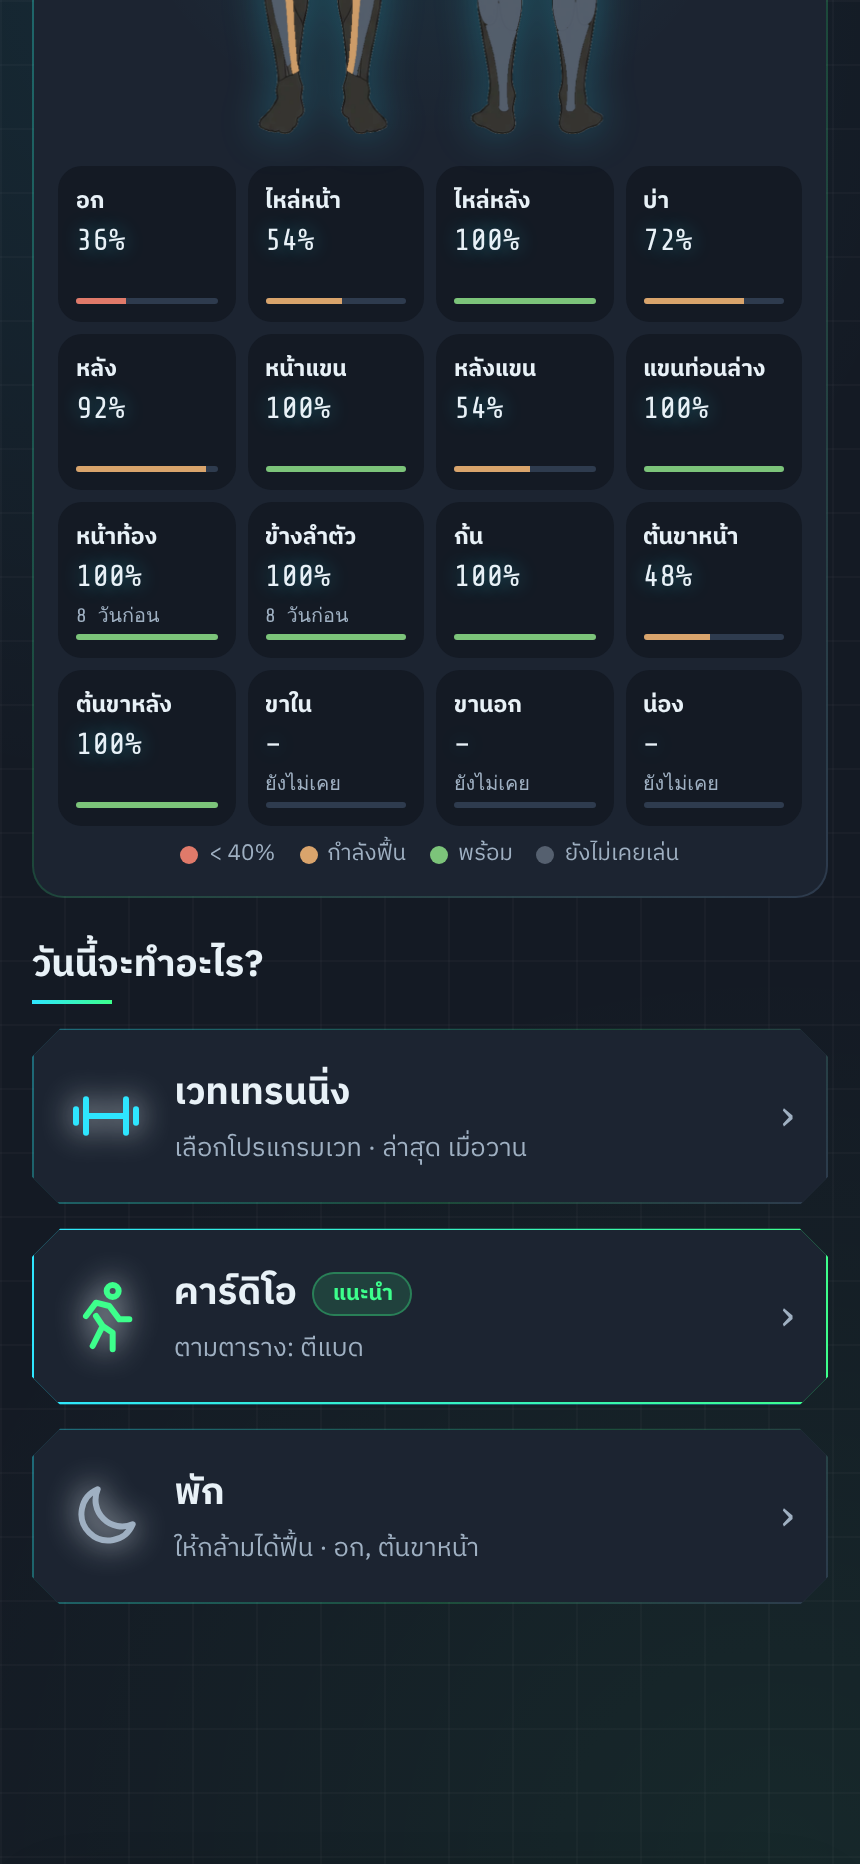 อก
36%
ไหล่หน้า
54%
ไหล่หลัง
100%
บ่า
72%
หลัง
92%
หน้าแขน
100%
หลังแขน
54%
แขนท่อนล่าง
100%
หน้าท้อง
100%
8 วันก่อน
ข้างลำตัว
100%
8 วันก่อน
ก้น
100%
ต้นขาหน้า
48%
ต้นขาหลัง
100%
ขาใน
–
ยังไม่เคย
ขานอก
–
ยังไม่เคย
น่อง
–
ยังไม่เคย
< 40% กำลังฟื้น พร้อม ยังไม่เคยเล่น
วันนี้จะทำอะไร?
เวทเทรนนิ่ง
เลือกโปรแกรมเวท · ล่าสุด เมื่อวาน
คาร์ดิโอ แนะนำ
ตามตาราง: ตีแบด
พัก
ให้กล้ามได้ฟื้น · อก, ต้นขาหน้า